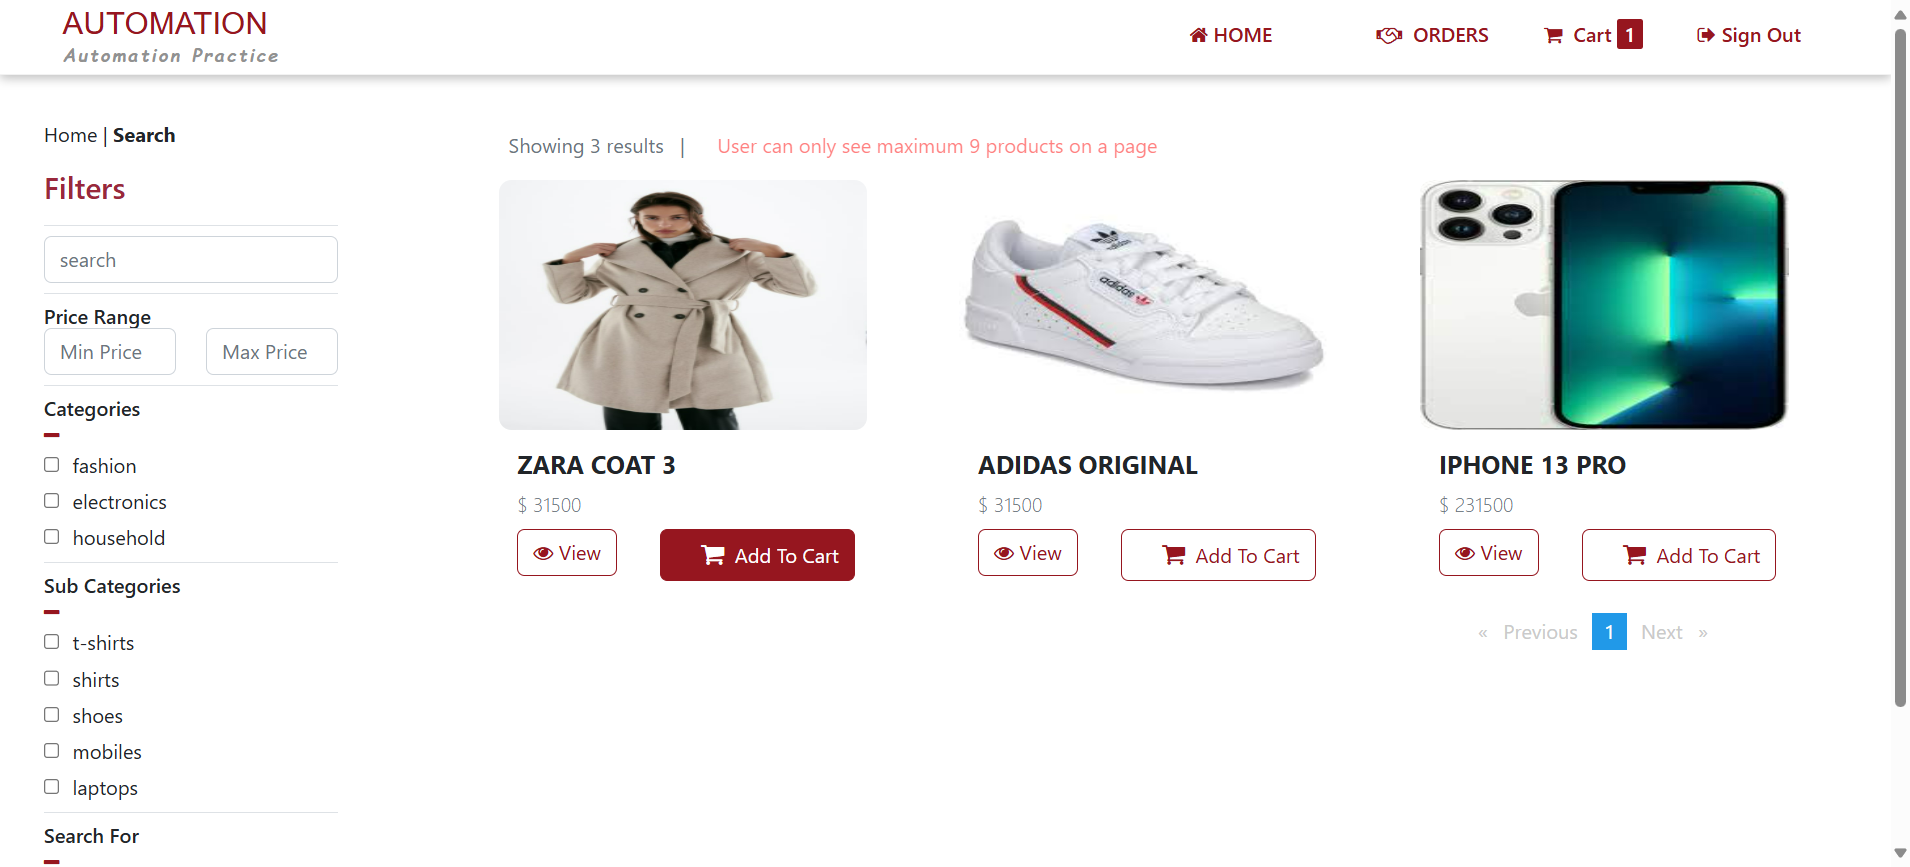 AUTOMATION
Automation Practice
HOME
ORDERS
Cart 1
Sign Out
Home | Search
Filters
search
Price Range
Min Price
Max Price
Categories
fashion
electronics
household
Sub Categories
t-shirts
shirts
shoes
mobiles
laptops
Search For
Showing 3 results |
User can only see maximum 9 products on a page
ZARA COAT 3
$ 31500
View
Add To Cart
adidas
adidas
ADIDAS ORIGINAL
$ 31500
View
Add To Cart
IPHONE 13 PRO
$ 231500
View
Add To Cart
« Previous 1 Next »